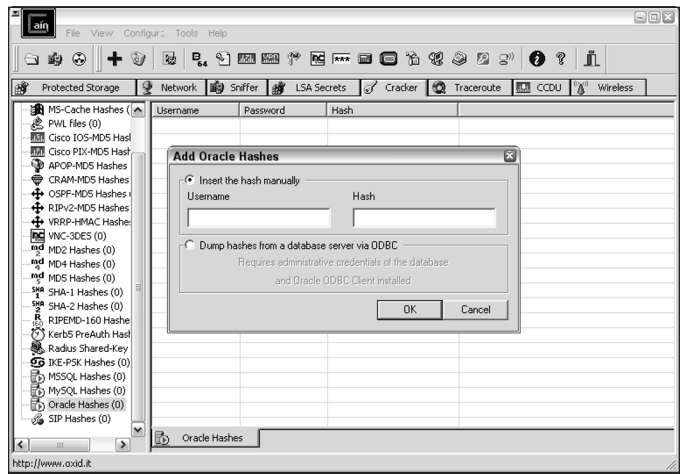 aín
File View Configur: Tools Help
B 64
Protected Storage Network Sniffer LSA Secrets Cracker Traceroute CCDU Wireless
MS-Cache Hashes (
PWL files (0)
Cisco IOS-MD5 Hasl
Cisco PIX-MD5 Hash
APOP-MD5 Hashes
CRAM-MD5 Hashes
OSPF-MD5 Hashes
RIPv2-MD5 Hashes
VRRP-HMAC Hashe:
VNC-3DES (0)
MD2 Hashes (0)
MD4 Hashes (0)
MD5 Hashes (0)
SHA-1 Hashes (0)
SHA-2 Hashes (0)
RIPEMD-160 Hashe
Kerb5 PreAuth Hash
Radius Shared-Key
IKE-PSK Hashes (0)
MSSQL Hashes (0)
MySQL Hashes (0)
Oracle Hashes (0)
SIP Hashes (0)
Username Password Hash
Add Oracle Hashes
Insert the hash manually
Username Hash
Dump hashes from a database server via ODBC
Requires administrative credentials of the database
and Oracle ODBC Client installed
OK Cancel
Oracle Hashes
http://www.oxid.it